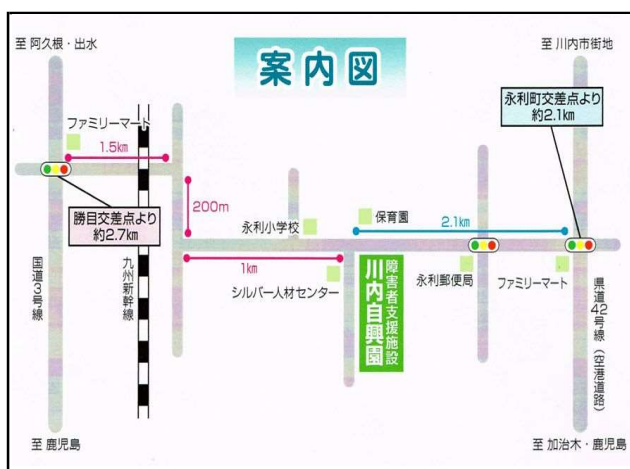 至 阿久根・出水
案内図
至 川内市街地
永利町交差点より
約2.1km
ファミリーマート
1.5km
勝目交差点より
約2.7km
200m
永利小学校
保育園
2.1km
1km
シルバー人材センター
永利郵便局
ファミリーマート
国道3号線
九州新幹線
障害者支援施設
川内自興園
県道42号線(空港道路)
至 鹿児島
至 加治木・鹿児島